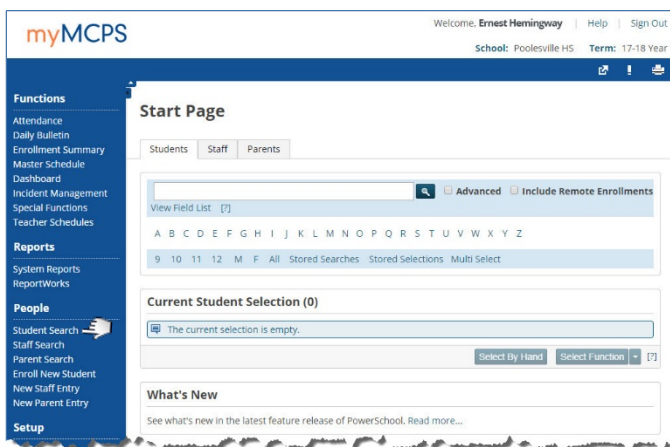 myMCPS
Welcome, Ernest Hemingway | Help | Sign Out
School: Poolesville HS Term: 17-18 Year
Functions
Attendance
Daily Bulletin
Enrollment Summary
Master Schedule
Dashboard
Incident Management
Special Functions
Teacher Schedules
Reports
System Reports
ReportWorks
People
Student Search
Staff Search
Parent Search
Enroll New Student
New Staff Entry
New Parent Entry
Setup
Start Page
Students Staff Parents
Advanced Include Remote Enrollments
View Field List [?]
A B C D E F G H I J K L M N O P Q R S T U V W X Y Z
9 10 11 12 M F All Stored Searches Stored Selections Multi Select
Current Student Selection (0)
The current selection is empty.
Select By Hand Select Function [?]
What's New
See what's new in the latest feature release of PowerSchool. Read more...